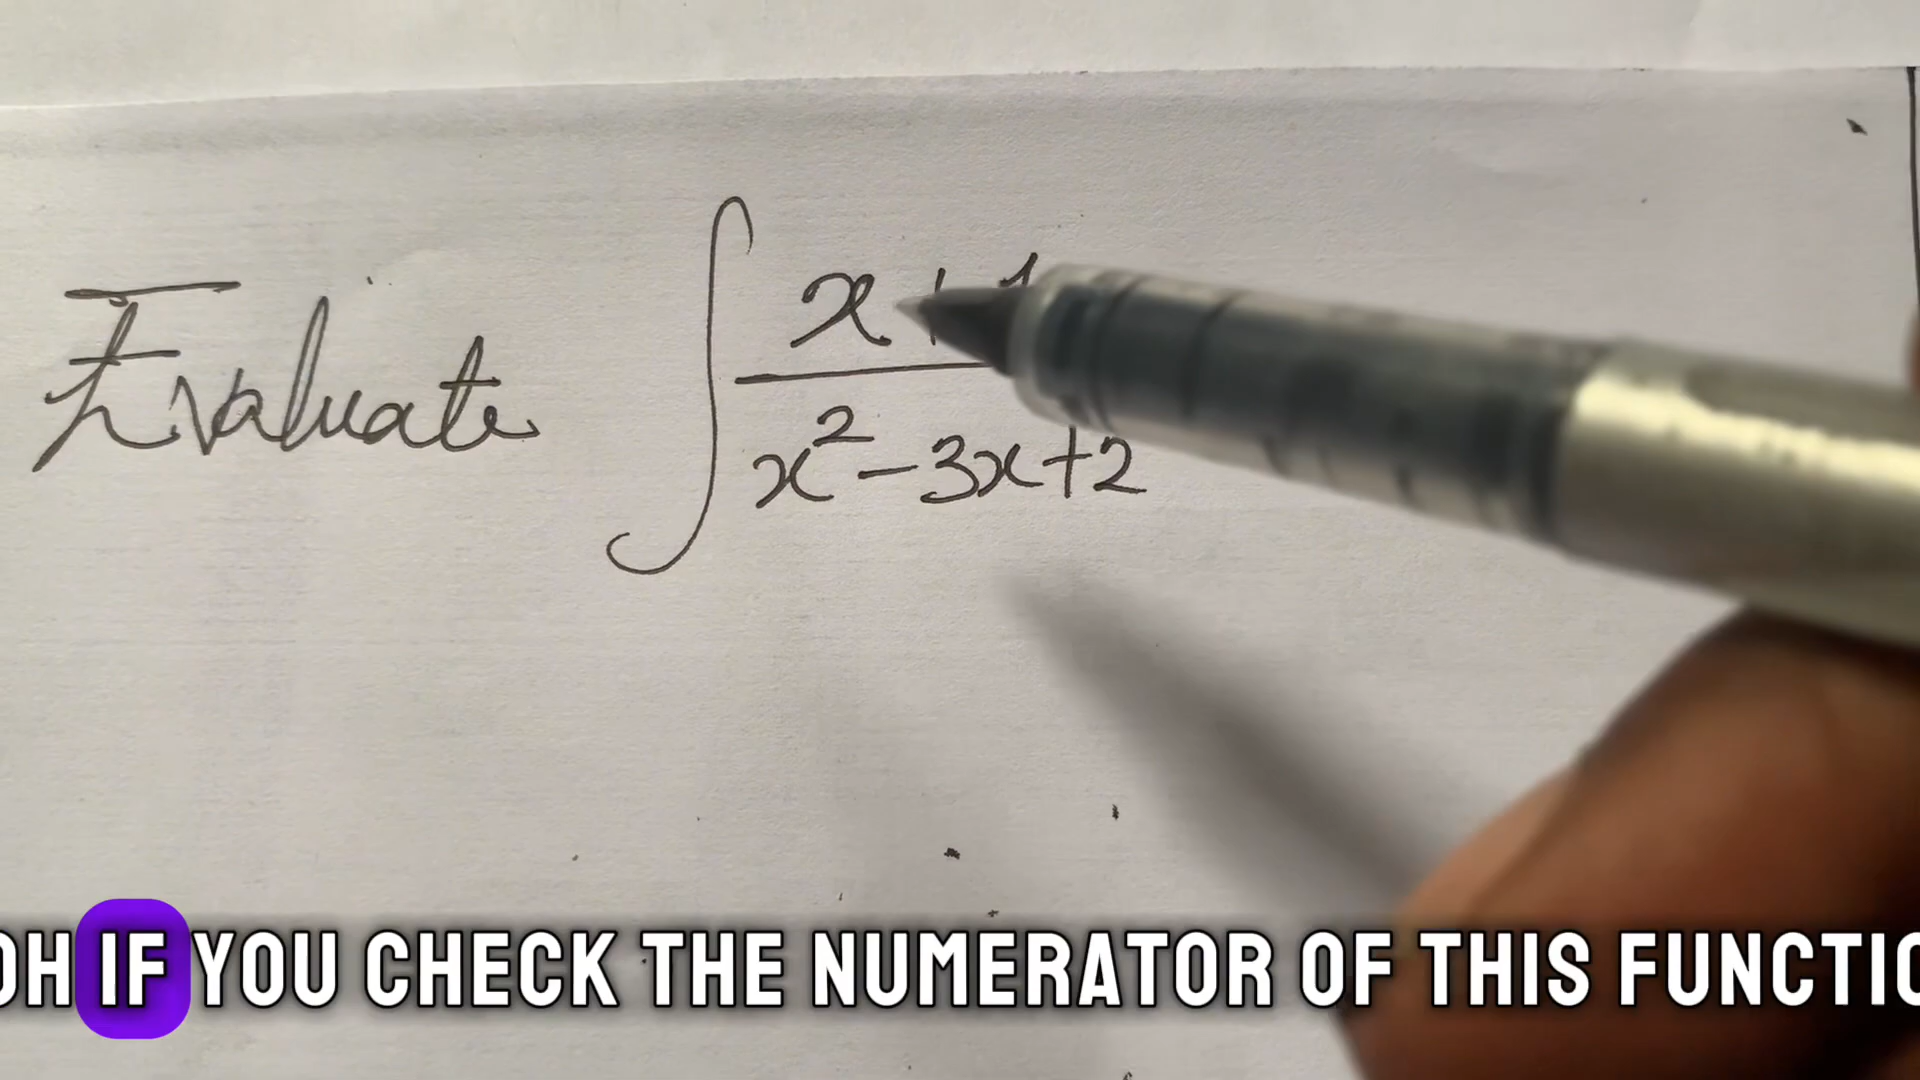 Evaluate ∫ x + 1
x² - 3x + 2
OH IF YOU CHECK THE NUMERATOR OF THIS FUNCTIO